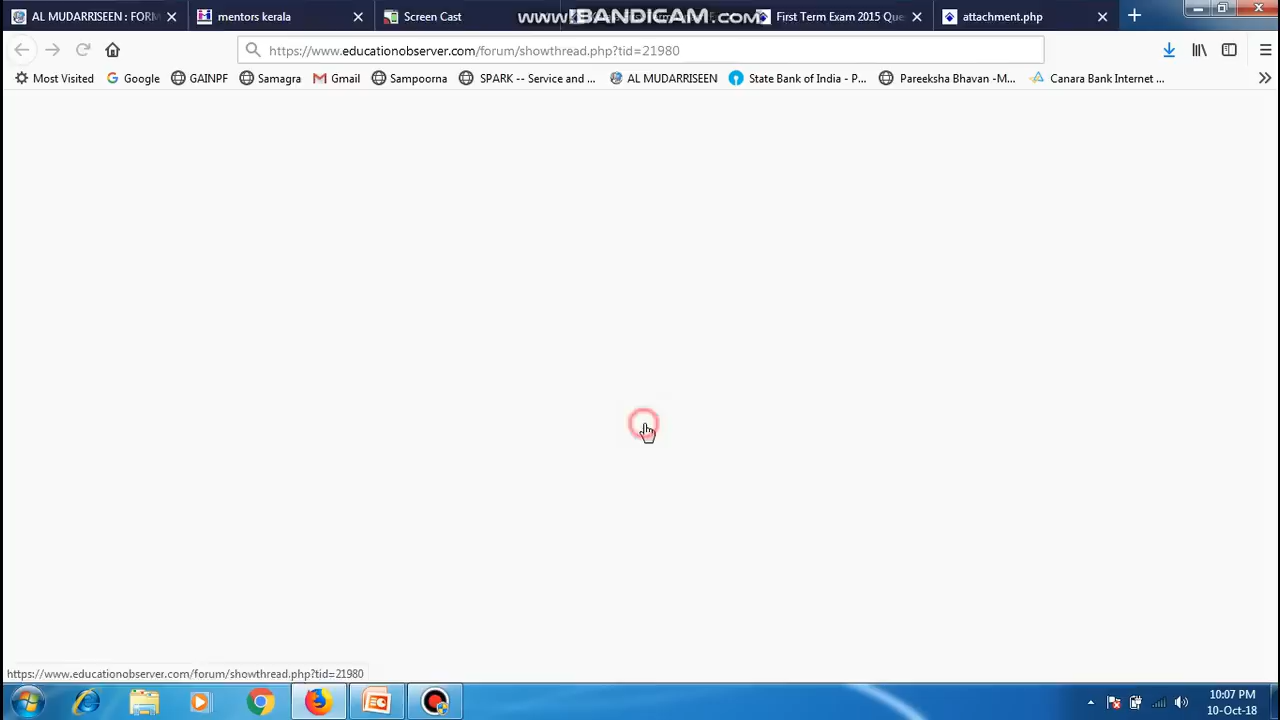 AL MUDARRISEEN : FORM
mentors kerala
Screen Cast
www.BANDICAM.com
First Term Exam 2015 Que
attachment.php
https://www.educationobserver.com/forum/showthread.php?tid=21980
Most Visited
Google
GAINPF
Samagra
Gmail
Sampoorna
SPARK -- Service and ...
AL MUDARRISEEN
State Bank of India - P...
Pareeksha Bhavan -M...
Canara Bank Internet ...
https://www.educationobserver.com/forum/showthread.php?tid=21980
10:07 PM
10-Oct-18